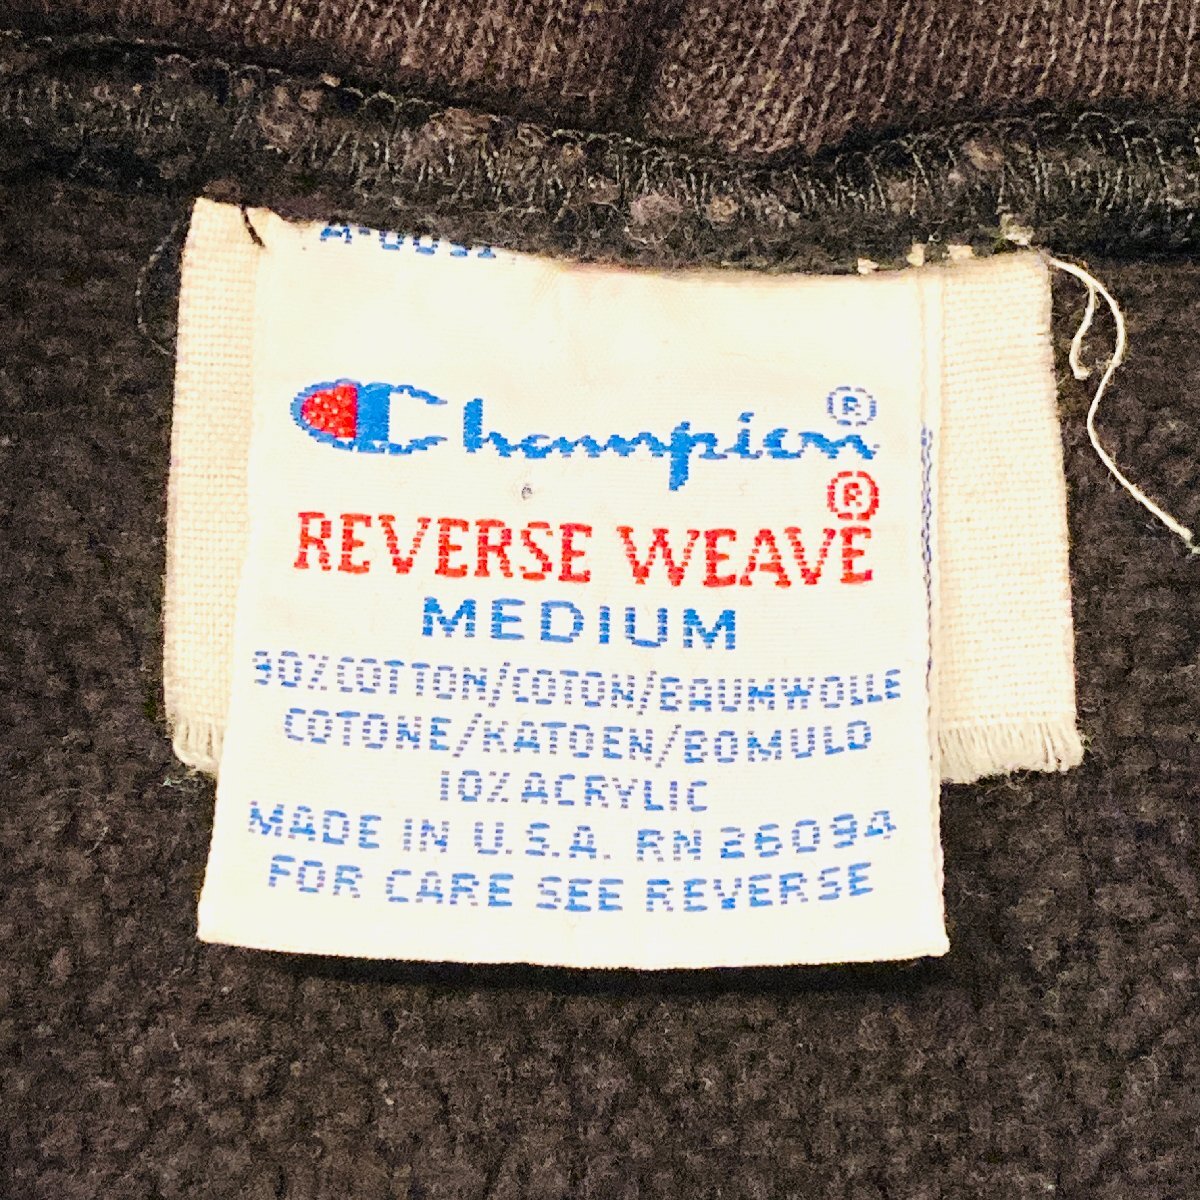 Champion®
REVERSE WEAVE®
MEDIUM
90% COTTON/COTON/BAUMWOLLE
COTONE/KATOEN/BOMULD
10% ACRYLIC
MADE IN U.S.A. RN 26094
FOR CARE SEE REVERSE